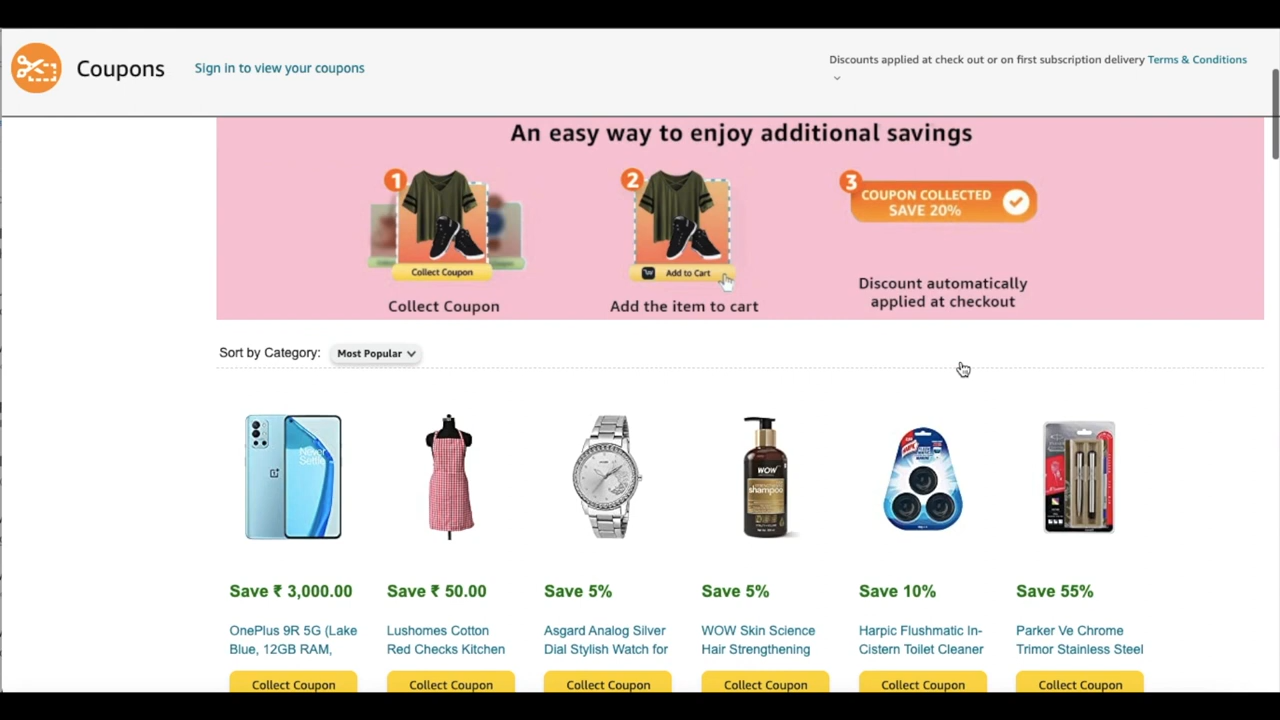 Coupons
Sign in to view your coupons
Discounts applied at check out or on first subscription delivery Terms & Conditions
An easy way to enjoy additional savings
1
2
3
COUPON COLLECTED
SAVE 20%
Collect Coupon
Add to Cart
Collect Coupon
Add the item to cart
Discount automatically
applied at checkout
Sort by Category: Most Popular
Never
Settle
WOW
shampoo
Save ₹ 3,000.00
Save ₹ 50.00
Save 5%
Save 5%
Save 10%
Save 55%
OnePlus 9R 5G (Lake
Blue, 12GB RAM,
Lushomes Cotton
Red Checks Kitchen
Asgard Analog Silver
Dial Stylish Watch for
WOW Skin Science
Hair Strengthening
Harpic Flushmatic In-
Cistern Toilet Cleaner
Parker Ve Chrome
Trimor Stainless Steel
Collect Coupon
Collect Coupon
Collect Coupon
Collect Coupon
Collect Coupon
Collect Coupon